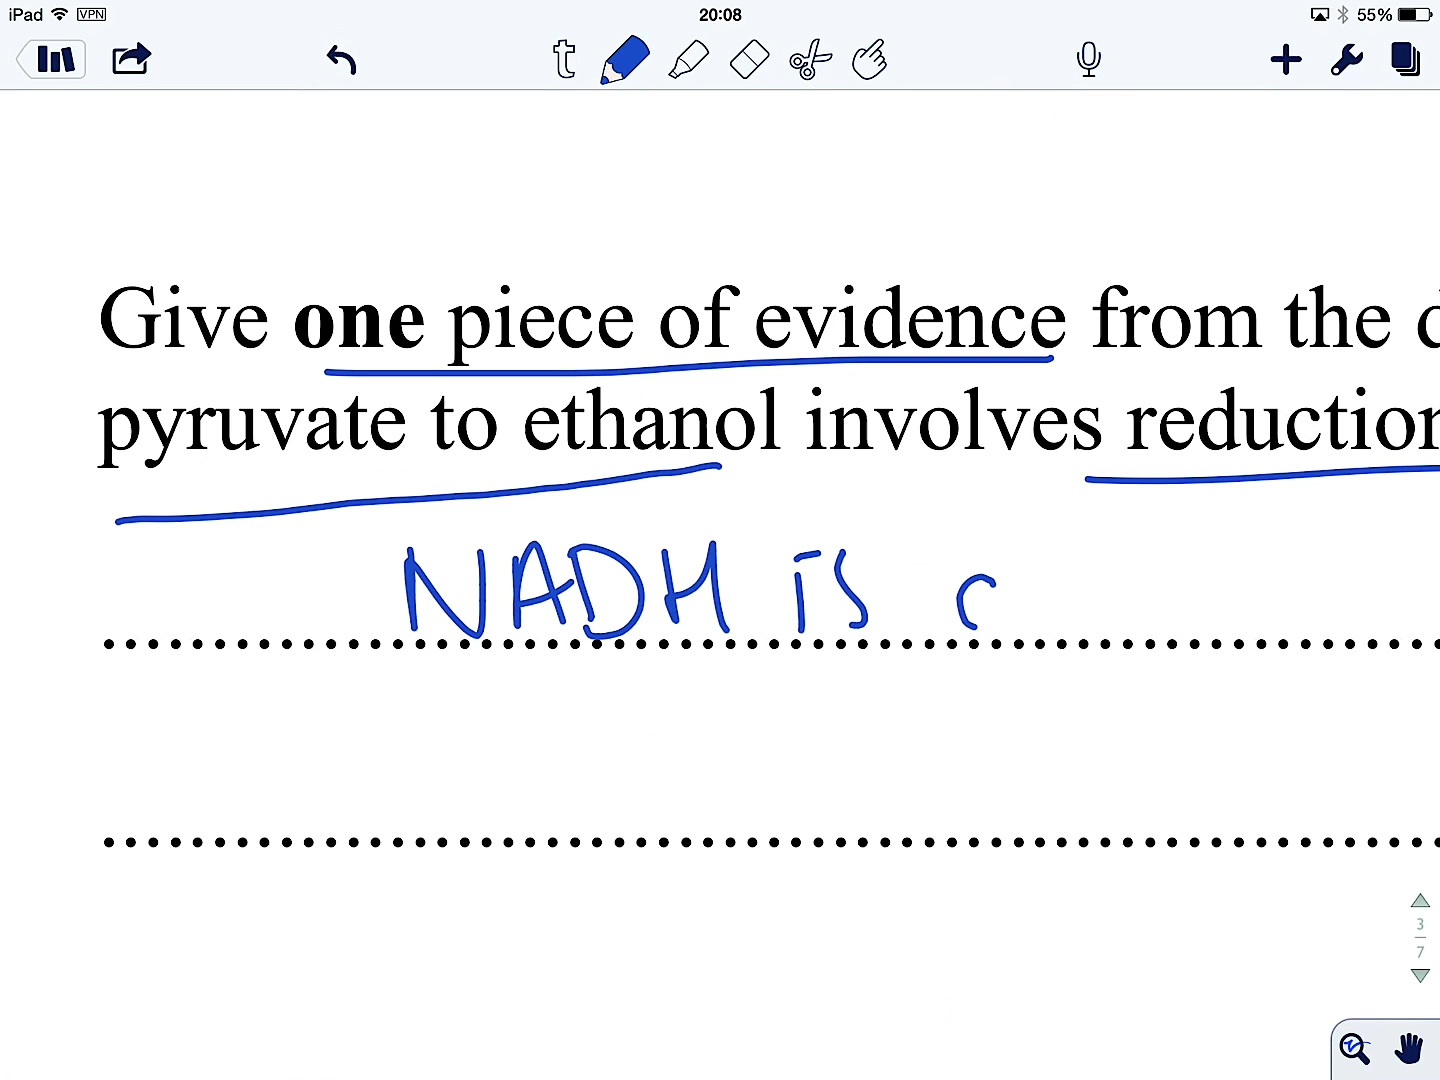 iPad VPN 20:08 55%
t
Give one piece of evidence from the d
pyruvate to ethanol involves reduction
NADH is
3
7